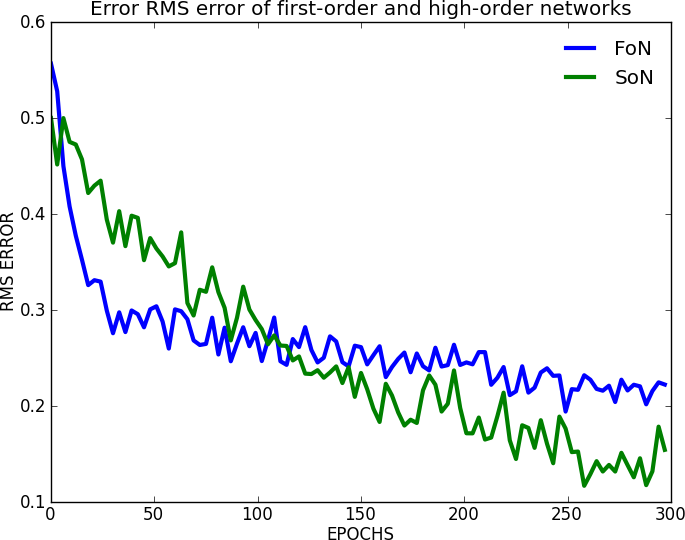 Error RMS error of first-order and high-order networks
0.6
0.5
0.4
0.3
0.2
0.1
RMS ERROR
FoN
SoN
0 50 100 150 200 250 300
EPOCHS